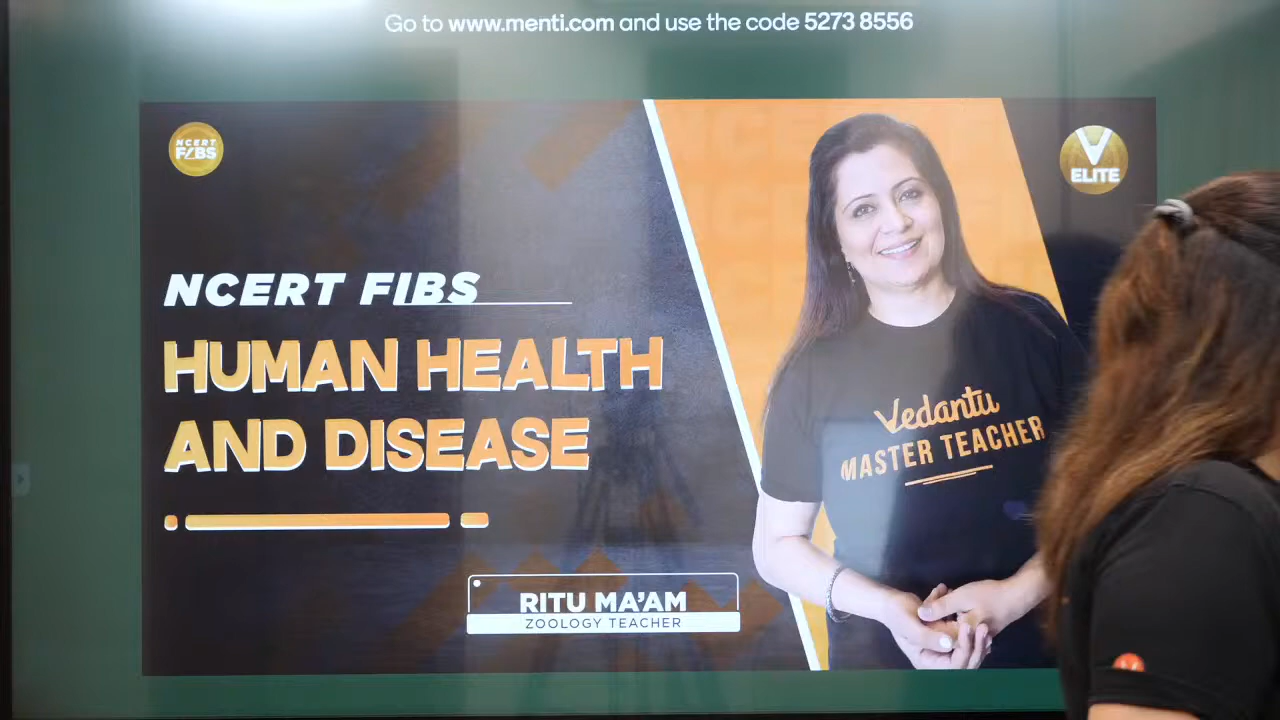 Go to www.menti.com and use the code 5273 8556
NCERT
FIBS
V
ELITE
NCERT FIBS
HUMAN HEALTH
AND DISEASE
Vedantu
MASTER TEACHER
RITU MA'AM
ZOOLOGY TEACHER